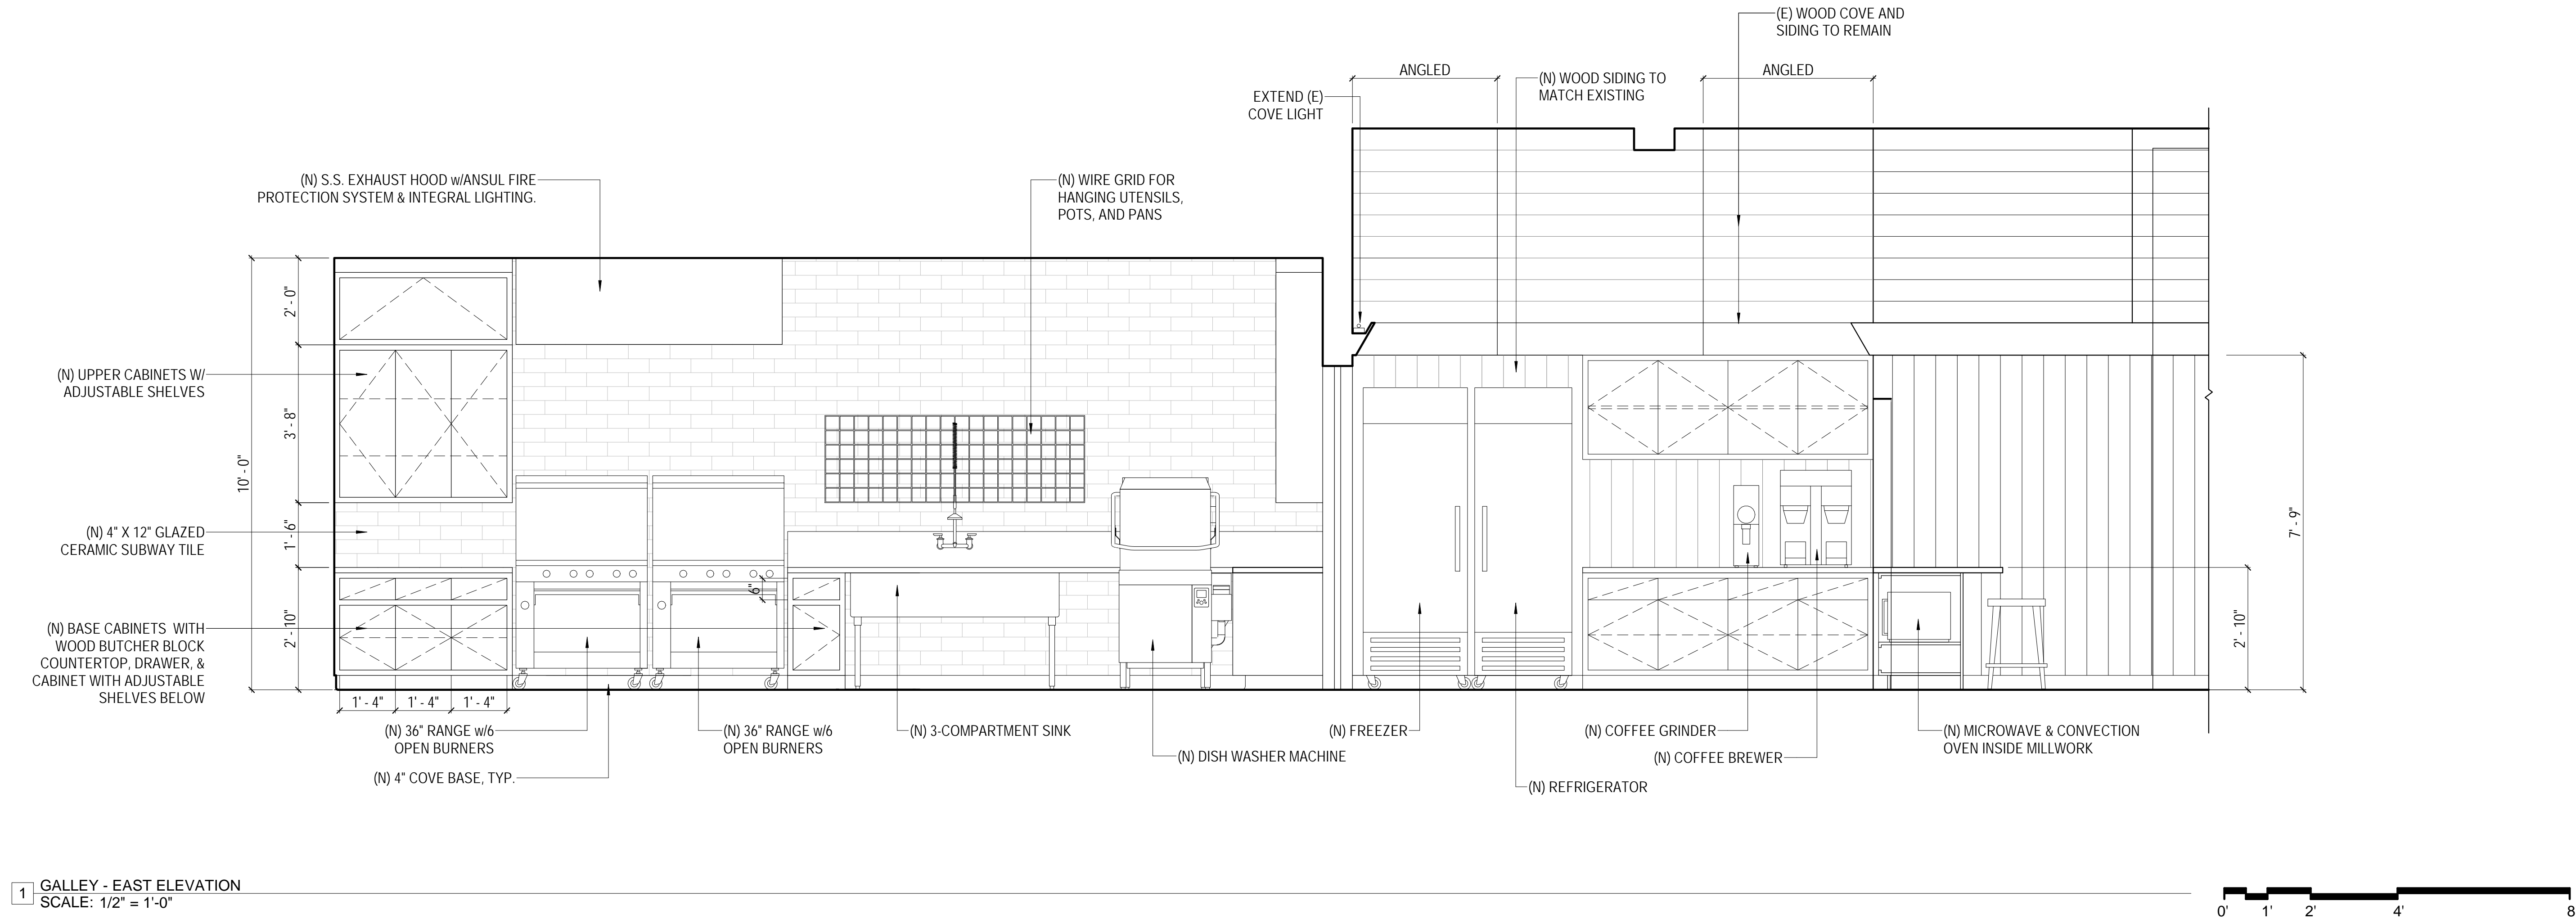 (E) WOOD COVE AND
SIDING TO REMAIN
ANGLED
ANGLED
(N) WOOD SIDING TO
MATCH EXISTING
EXTEND (E)
COVE LIGHT
(N) S.S. EXHAUST HOOD w/ANSUL FIRE
PROTECTION SYSTEM & INTEGRAL LIGHTING.
(N) WIRE GRID FOR
HANGING UTENSILS,
POTS, AND PANS
2' - 0"
(N) UPPER CABINETS W/
ADJUSTABLE SHELVES
3' - 8"
10' - 0"
(N) 4" X 12" GLAZED
CERAMIC SUBWAY TILE
1' - 6"
7' - 9"
6"
2' - 10"
2' - 10"
(N) BASE CABINETS  WITH
WOOD BUTCHER BLOCK
COUNTERTOP, DRAWER, &
CABINET WITH ADJUSTABLE
SHELVES BELOW
1' - 4"
1' - 4"
1' - 4"
(N) 36" RANGE w/6
OPEN BURNERS
(N) 36" RANGE w/6
OPEN BURNERS
(N) 3-COMPARTMENT SINK
(N) FREEZER
(N) COFFEE GRINDER
(N) MICROWAVE & CONVECTION
OVEN INSIDE MILLWORK
(N) DISH WASHER MACHINE
(N) COFFEE BREWER
(N) 4" COVE BASE, TYP.
(N) REFRIGERATOR
1
GALLEY - EAST ELEVATION
SCALE: 1/2" = 1'-0"
0'
1'
2'
4'
8